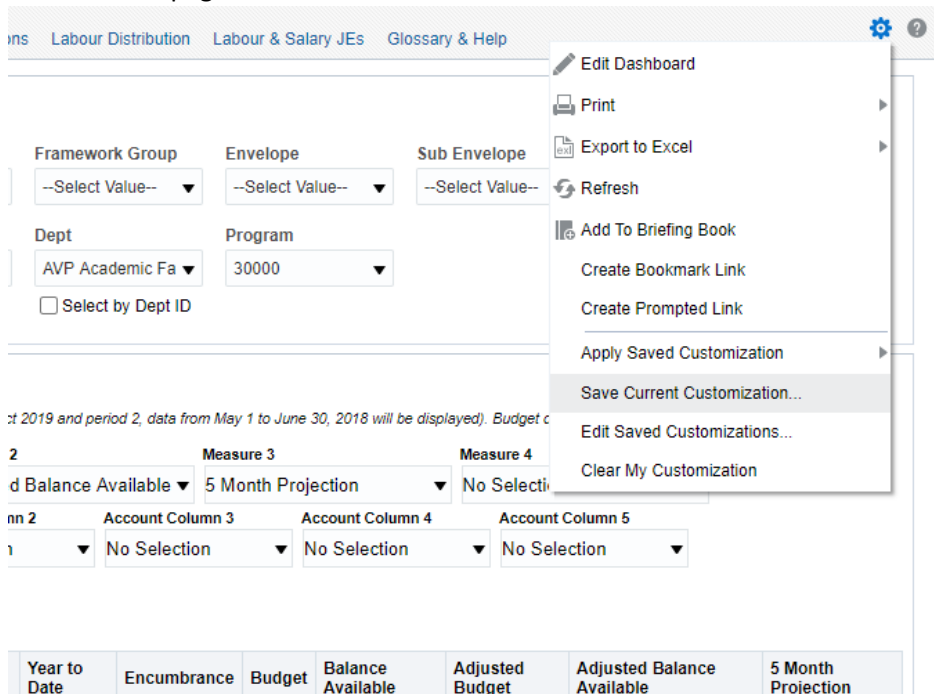 ons Labour Distribution Labour & Salary JEs Glossary & Help
Edit Dashboard
Print
Export to Excel
Refresh
Add To Briefing Book
Create Bookmark Link
Create Prompted Link
Apply Saved Customization
Save Current Customization...
Edit Saved Customizations...
Clear My Customization
Framework Group Envelope Sub Envelope
--Select Value-- --Select Value-- --Select Value--
Dept Program
AVP Academic Fa 30000
Select by Dept ID
ct 2019 and period 2, data from May 1 to June 30, 2018 will be displayed). Budget
2 Measure 3 Measure 4
d Balance Available 5 Month Projection No Selecti
mn 2 Account Column 3 Account Column 4 Account Column 5
No Selection No Selection No Selection
Year to Date Encumbrance Budget Balance Available Adjusted Budget Adjusted Balance Available 5 Month Projection